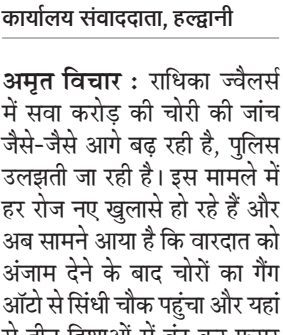 कार्यालय संवाददाता, हल्द्वानी
अमृत विचार : राधिका ज्वैलर्स
में सवा करोड़ की चोरी की जांच
जैसे-जैसे आगे बढ़ रही है, पुलिस
उलझती जा रही है। इस मामले में
हर रोज नए खुलासे हो रहे हैं और
अब सामने आया है कि वारदात को
अंजाम देने के बाद चोरों का गैंग
ऑटो से सिंधी चौक पहुंचा और यहां